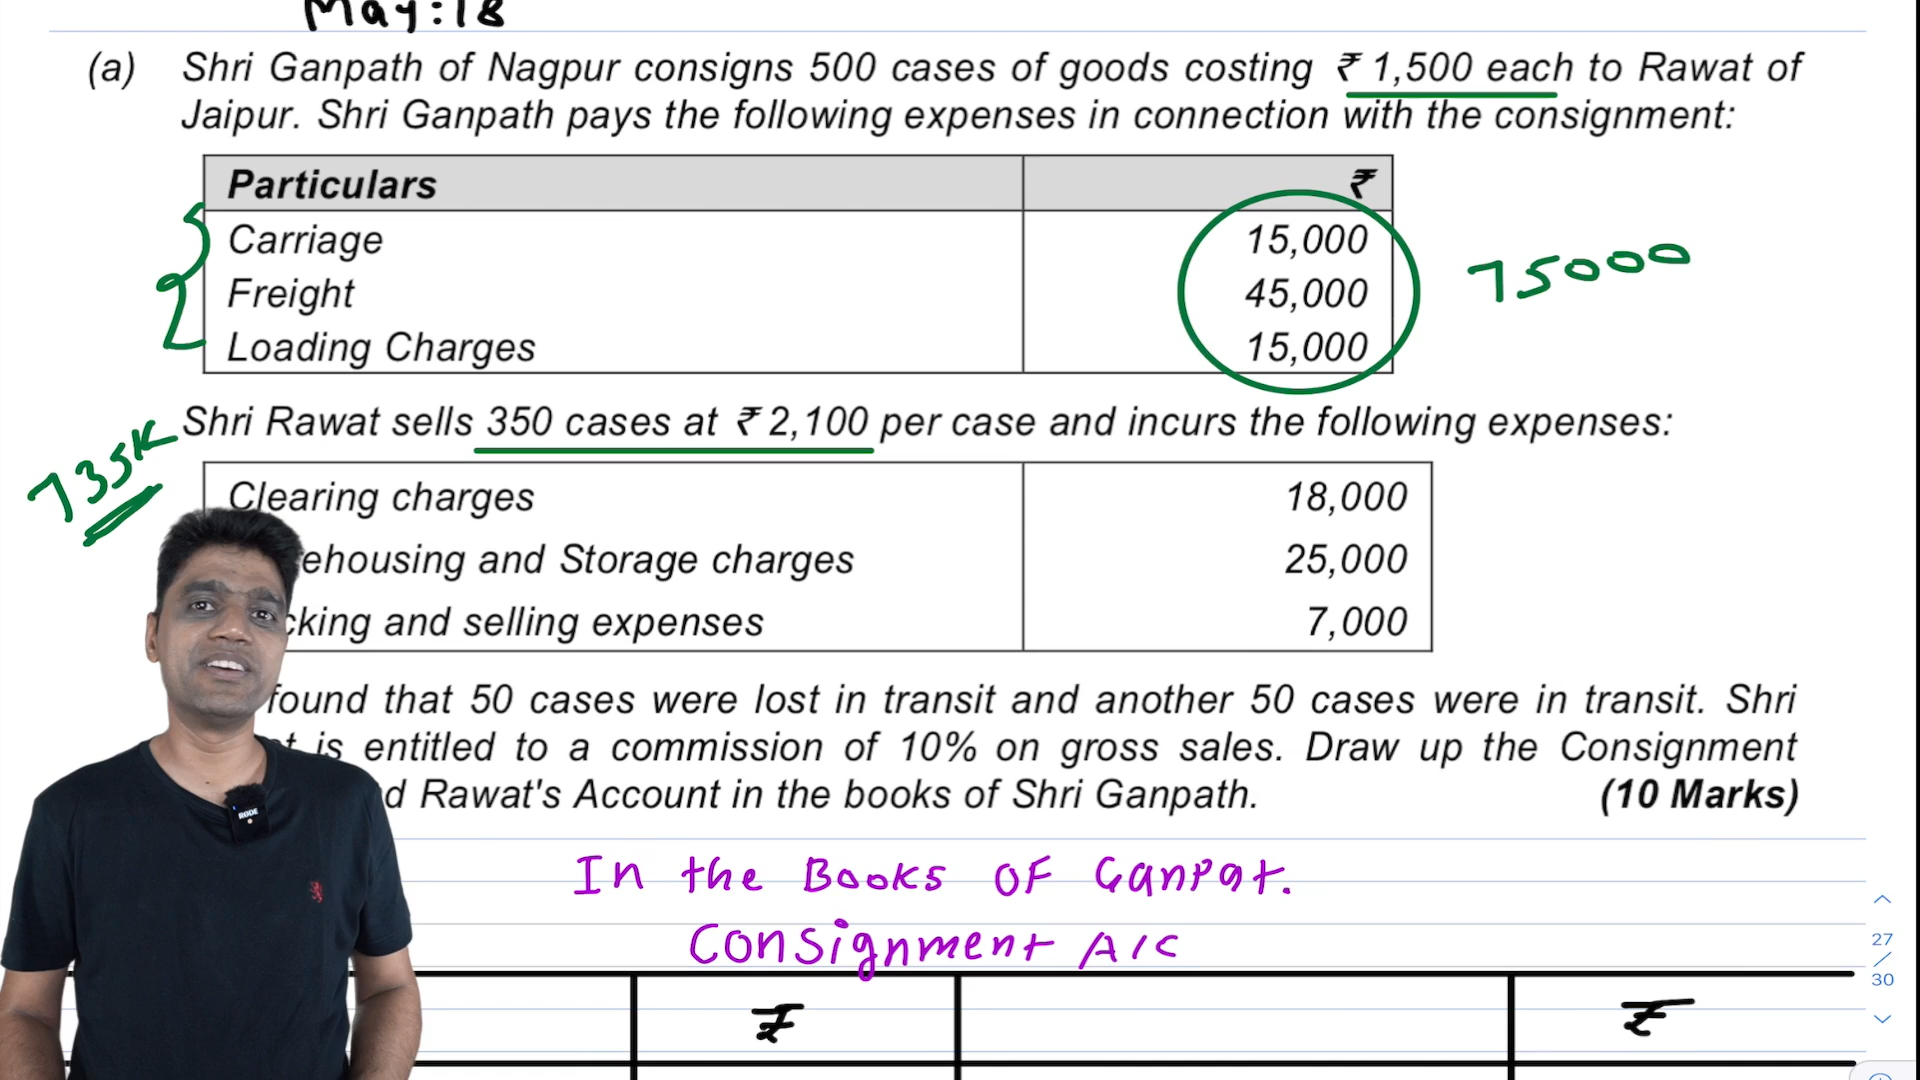 May:18
(a) Shri Ganpath of Nagpur consigns 500 cases of goods costing ₹ 1,500 each to Rawat of
Jaipur. Shri Ganpath pays the following expenses in connection with the consignment:
Particulars ₹
Carriage 15,000
Freight 45,000
Loading Charges 15,000
75000
Shri Rawat sells 350 cases at ₹ 2,100 per case and incurs the following expenses:
735K
Clearing charges 18,000
ehousing and Storage charges 25,000
cking and selling expenses 7,000
found that 50 cases were lost in transit and another 50 cases were in transit. Shri
t is entitled to a commission of 10% on gross sales. Draw up the Consignment
d Rawat's Account in the books of Shri Ganpath. (10 Marks)
In the Books OF Ganpat.
Consignment A/C
₹ ₹
27
/
30
RODE